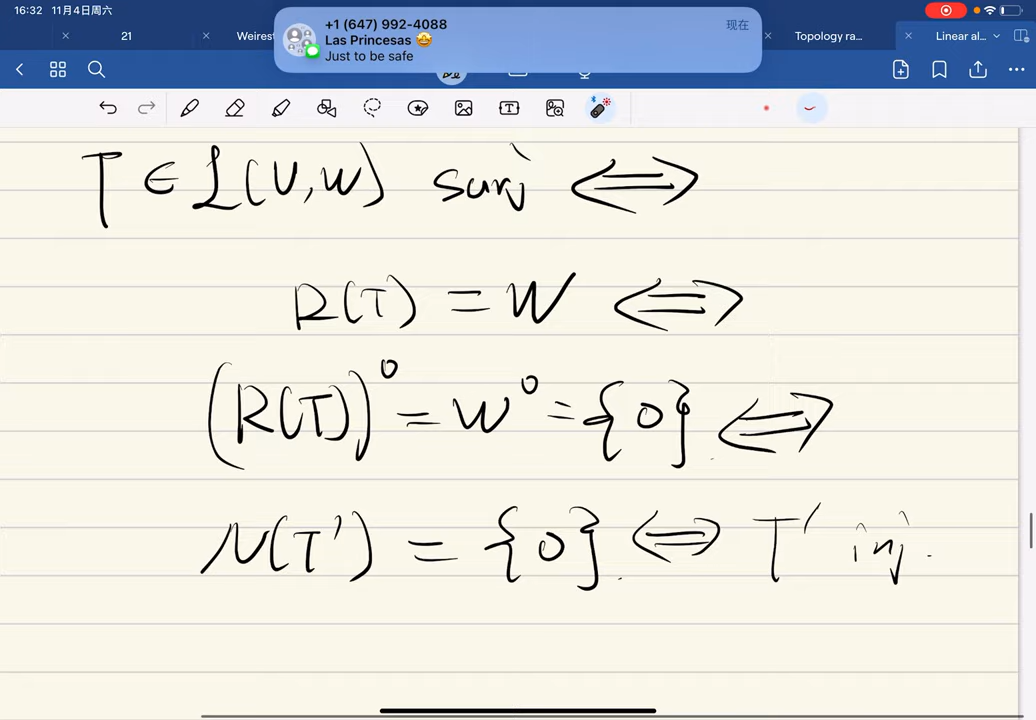 16:32 11月4日周六
+1 (647) 992-4088
现在
Las Princesas 🤩
Just to be safe
21
Topology ra...
Linear al...
T ∈ L(V,W) surj ⟺
R(T) = W ⟺
(R(T))⁰ = W⁰ = {0}. ⟺
N(T′) = {0}. ⟺ T′ inj.